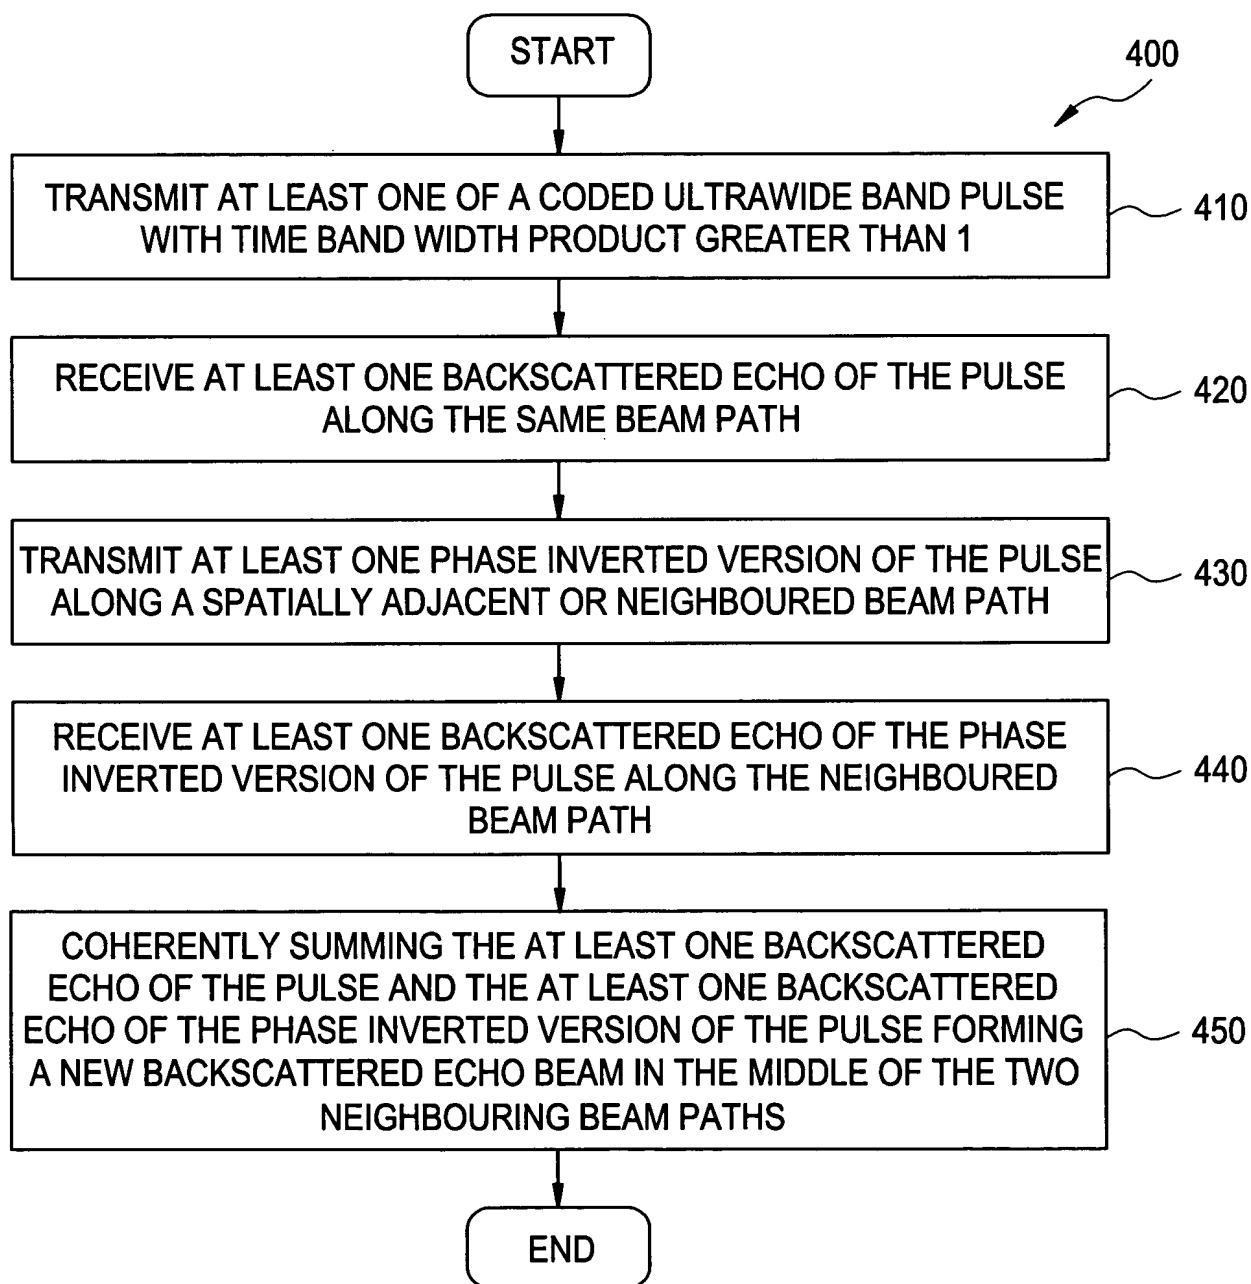 START
400
TRANSMIT AT LEAST ONE OF A CODED ULTRAWIDE BAND PULSE
WITH TIME BAND WIDTH PRODUCT GREATER THAN 1
410
RECEIVE AT LEAST ONE BACKSCATTERED ECHO OF THE PULSE
ALONG THE SAME BEAM PATH
420
TRANSMIT AT LEAST ONE PHASE INVERTED VERSION OF THE PULSE
ALONG A SPATIALLY ADJACENT OR NEIGHBOURED BEAM PATH
430
RECEIVE AT LEAST ONE BACKSCATTERED ECHO OF THE PHASE
INVERTED VERSION OF THE PULSE ALONG THE NEIGHBOURED
BEAM PATH
440
COHERENTLY SUMMING THE AT LEAST ONE BACKSCATTERED
ECHO OF THE PULSE AND THE AT LEAST ONE BACKSCATTERED
ECHO OF THE PHASE INVERTED VERSION OF THE PULSE FORMING
A NEW BACKSCATTERED ECHO BEAM IN THE MIDDLE OF THE TWO
NEIGHBOURING BEAM PATHS
450
END